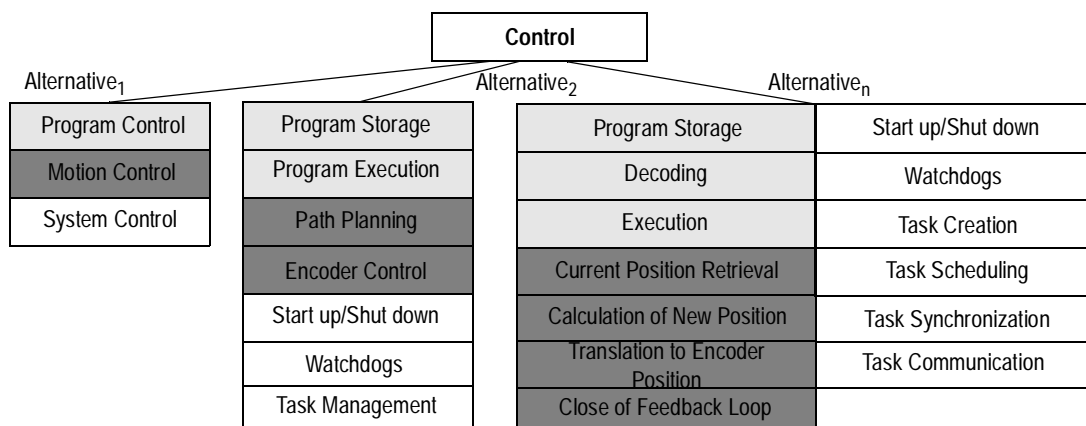 Control
Alternative1
Alternative2
Alternativen
Program Control
Motion Control
System Control
Program Storage
Program Execution
Path Planning
Encoder Control
Start up/Shut down
Watchdogs
Task Management
Program Storage
Decoding
Execution
Current Position Retrieval
Calculation of New Position
Translation to Encoder
Position
Close of Feedback Loop
Start up/Shut down
Watchdogs
Task Creation
Task Scheduling
Task Synchronization
Task Communication